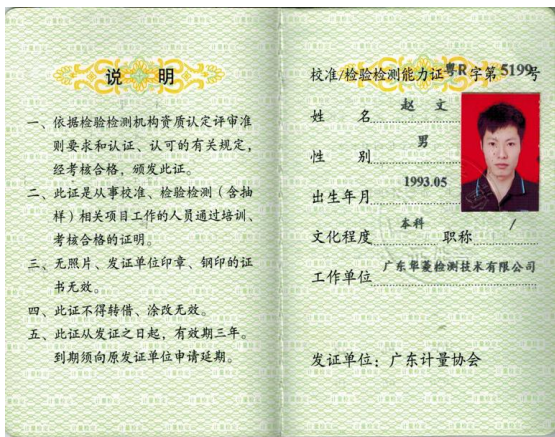 说 明
一、依据检验检测机构资质认定评审准
则要求和认证、认可的有关规定，
经考核合格，颁发此证。
二、此证是从事校准、检验检测（含抽
样）相关项目工作的人员通过培训、
考核合格的证明。
三、无照片、发证单位印章、钢印的证
书无效。
四、此证不得转借、涂改无效。
五、此证从发证之日起，有效期三年。
到期须向原发证单位申请延期。
校准/检验检测能力证粤R字第5199号
姓 名 赵 文
性 别 男
出生年月 1993.05
文化程度 本科 职称 /
工作单位 广东华菱检测技术有限公司
发证单位：广东计量协会